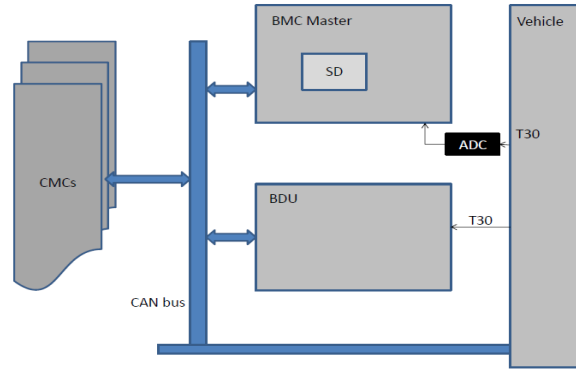 BMC Master
Vehicle
SD
T30
ADC
CMCs
BDU
T30
CAN bus